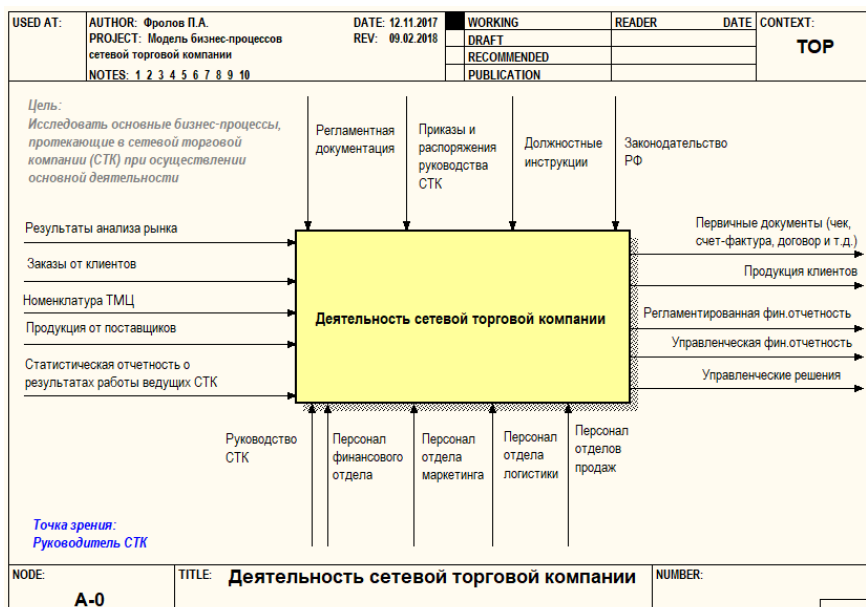 USED AT:
AUTHOR: Фролов П.А.
DATE: 12.11.2017
PROJECT: Модель бизнес-процессов
сетевой торговой компании
REV: 09.02.2018
NOTES: 1 2 3 4 5 6 7 8 9 10
WORKING
DRAFT
RECOMMENDED
PUBLICATION
READER
DATE
CONTEXT:
TOP
Цель:
Исследовать основные бизнес-процессы,
протекающие в сетевой торговой
компании (СТК) при осуществлении
основной деятельности
Регламентная
документация
Приказы и
распоряжения
руководства
СТК
Должностные
инструкции
Законодательство
РФ
Результаты анализа рынка
Заказы от клиентов
Номенклатура ТМЦ
Продукция от поставщиков
Статистическая отчетность о
результатах работы ведущих СТК
Деятельность сетевой торговой компании
Первичные документы (чек,
счет-фактура, договор и т.д.)
Продукция клиентов
Регламентированная фин.отчетность
Управленческая фин.отчетность
Управленческие решения
Руководство
СТК
Персонал
финансового
отдела
Персонал
отдела
маркетинга
Персонал
отдела
логистики
Персонал
отделов
продаж
Точка зрения:
Руководитель СТК
NODE:
A-0
TITLE:
Деятельность сетевой торговой компании
NUMBER: